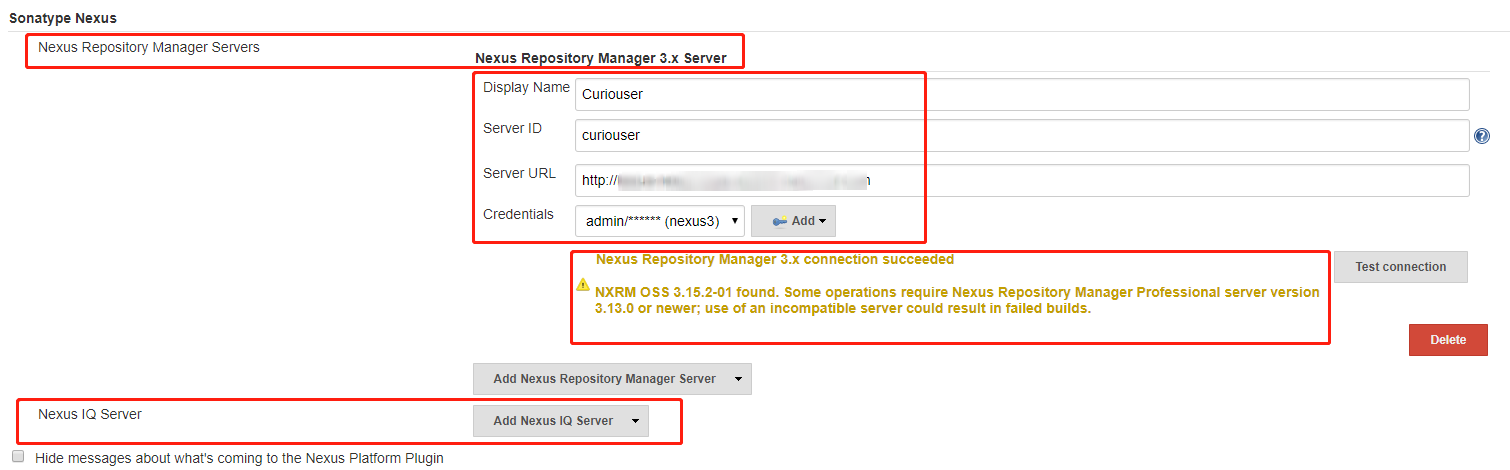 Sonatype Nexus
Nexus Repository Manager Servers
Nexus Repository Manager 3.x Server
Display Name Curiouser
Server ID curiouser
Server URL http://
Credentials admin/****** (nexus3) Add
Nexus Repository Manager 3.x connection succeeded
Test connection
NXRM OSS 3.15.2-01 found. Some operations require Nexus Repository Manager Professional server version
3.13.0 or newer; use of an incompatible server could result in failed builds.
Delete
Add Nexus Repository Manager Server
Nexus IQ Server Add Nexus IQ Server
Hide messages about what's coming to the Nexus Platform Plugin